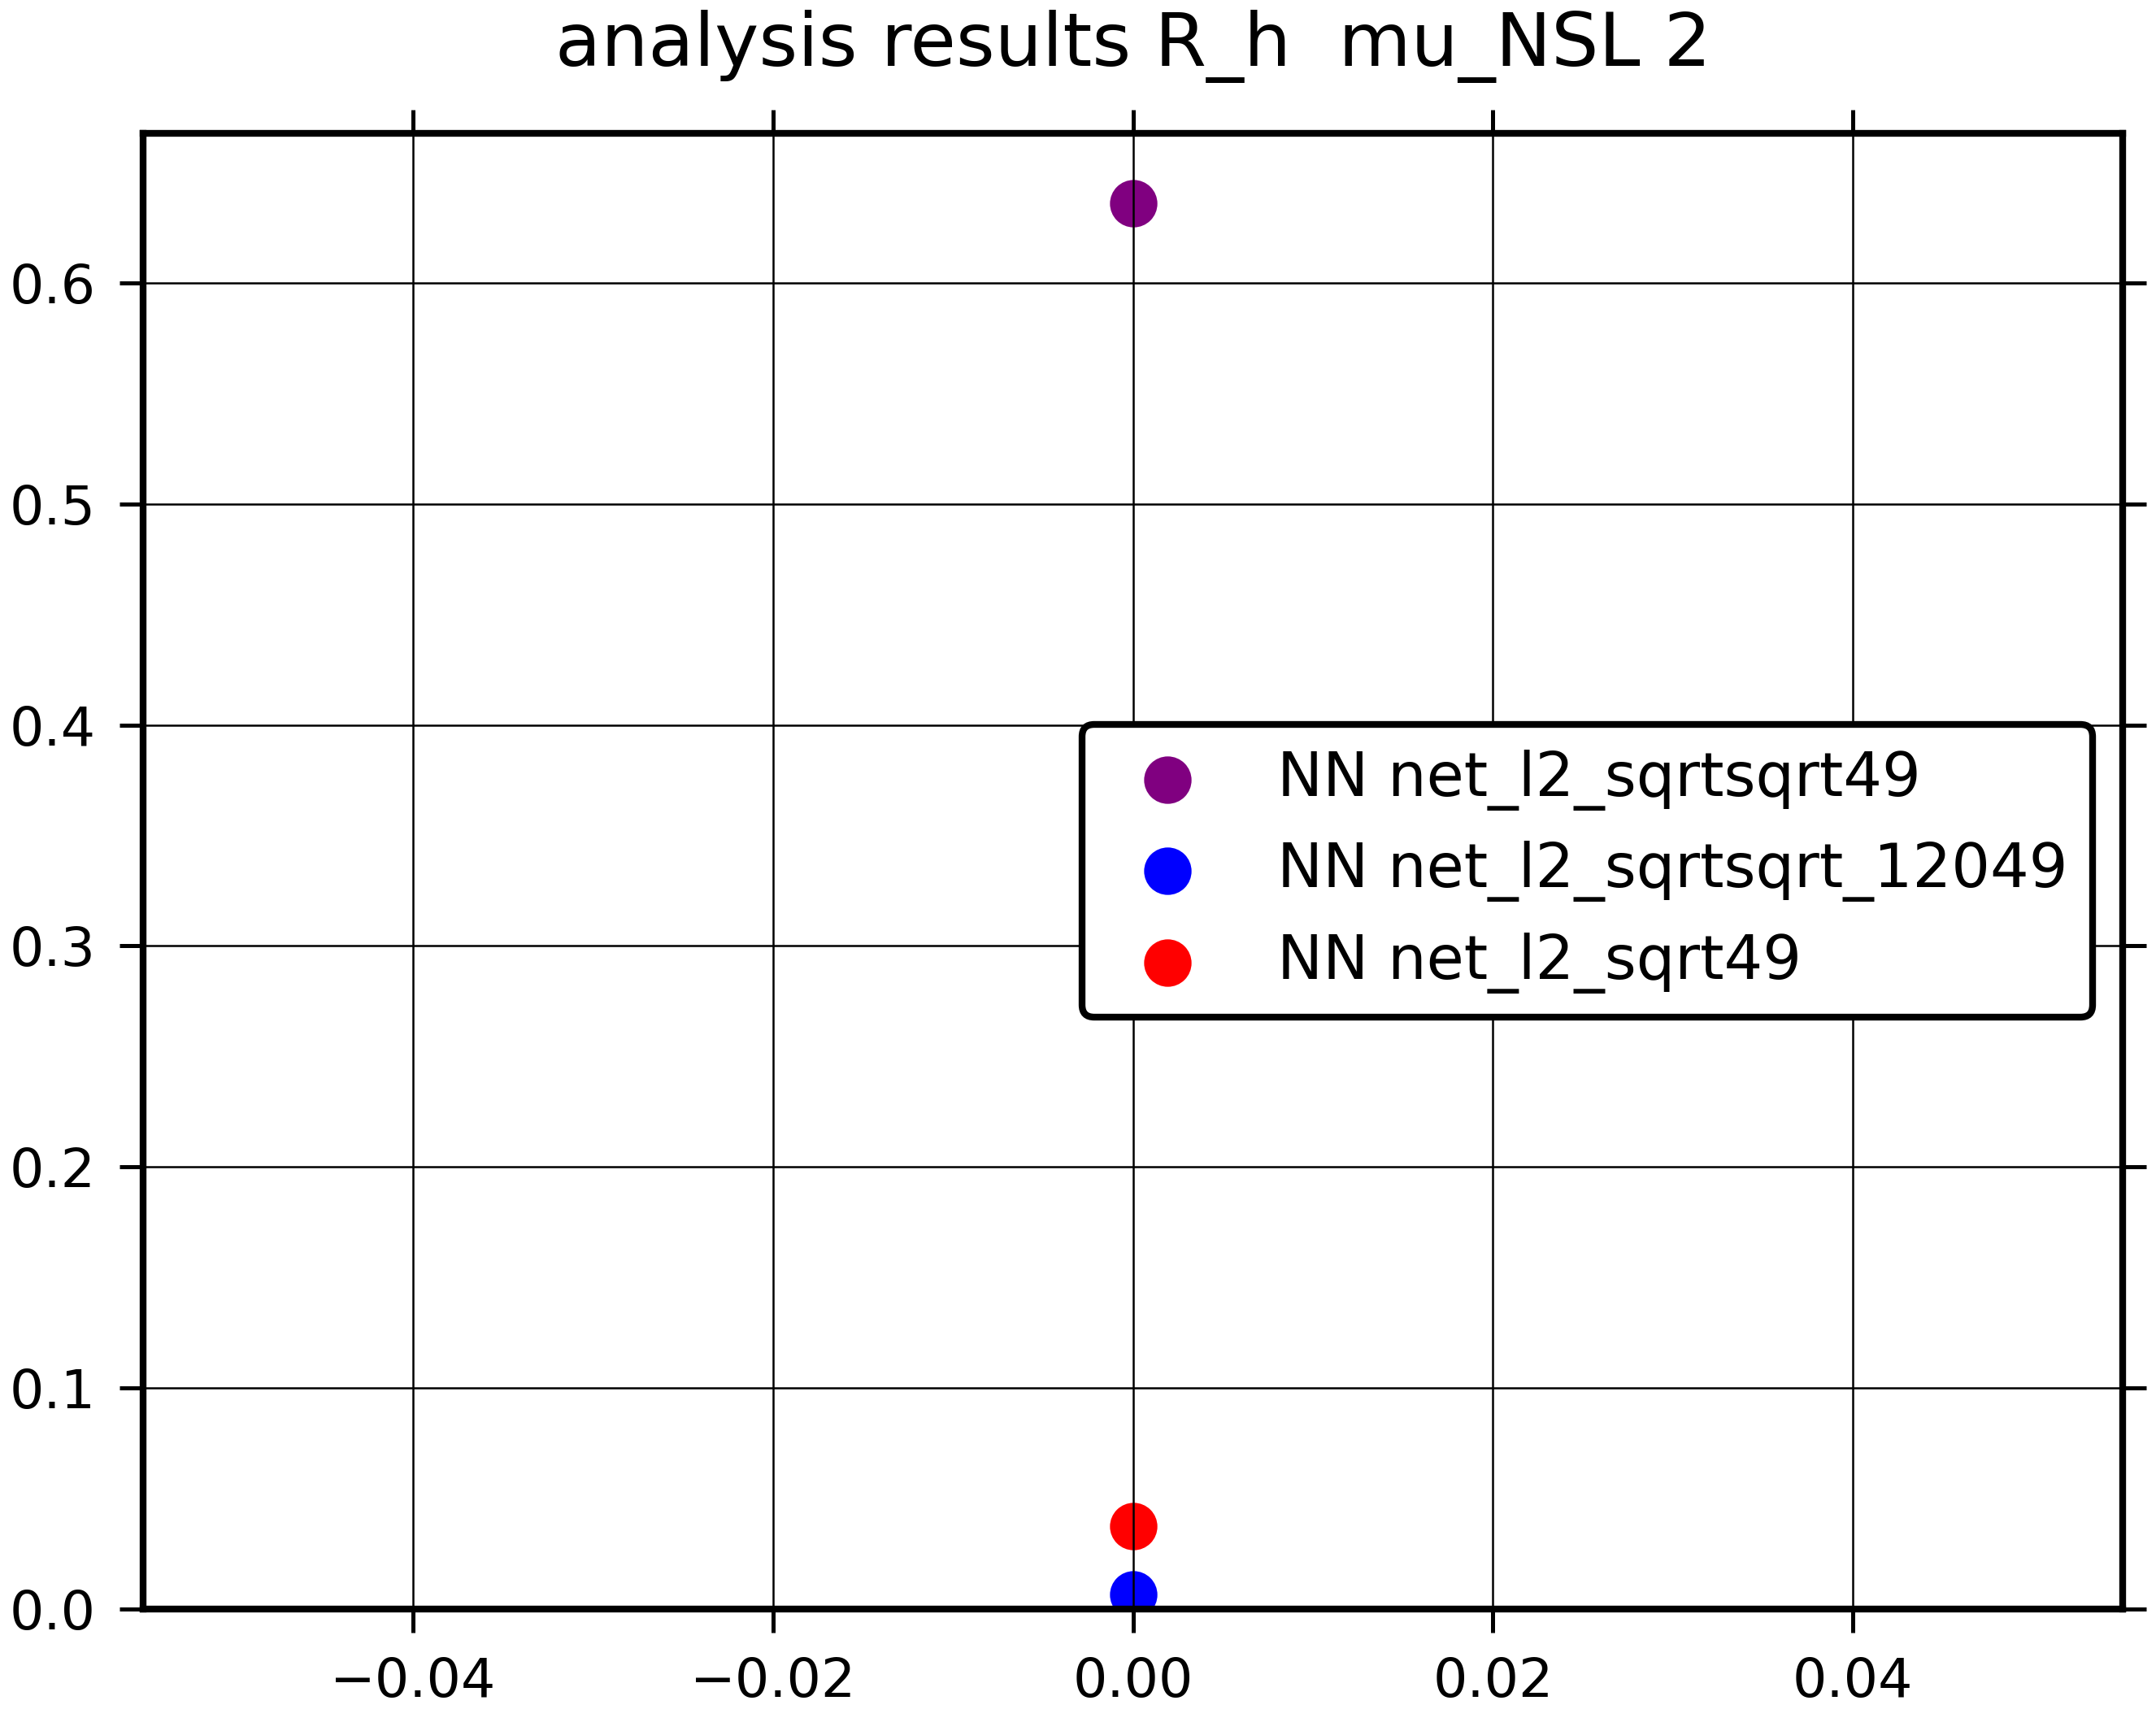 analysis results R_h  mu_NSL 2
0.6
0.5
0.4
0.3
0.2
0.1
0.0
NN net_l2_sqrtsqrt49
NN net_l2_sqrtsqrt_12049
NN net_l2_sqrt49
−0.04 −0.02 0.00 0.02 0.04